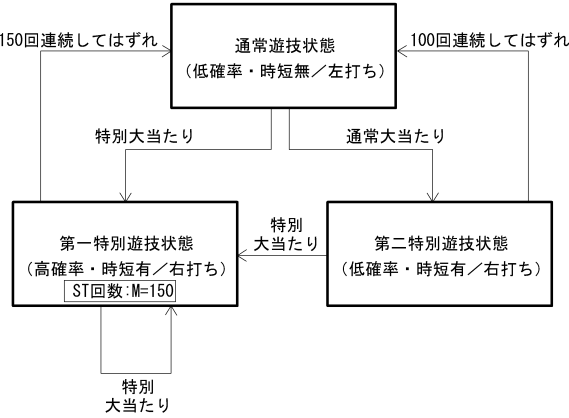 150回連続してはずれ
通常遊技状態
(低確率・時短無／左打ち)
100回連続してはずれ
特別大当たり
通常大当たり
第一特別遊技状態
(高確率・時短有／右打ち)
ST回数:M=150
特別
大当たり
第二特別遊技状態
(低確率・時短有／右打ち)
特別
大当たり